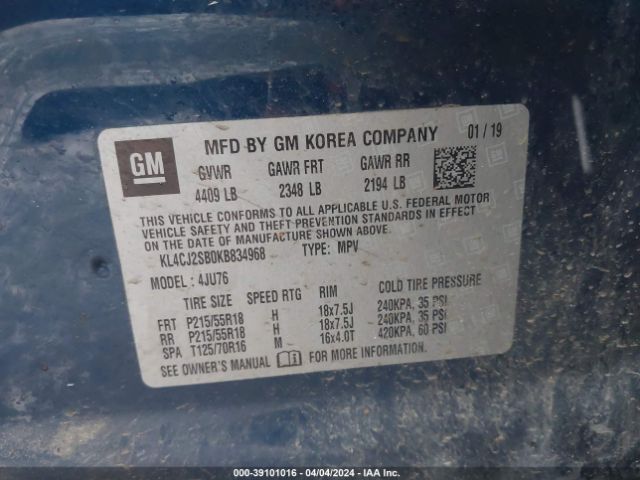 MFD BY GM KOREA COMPANY 01 / 19
GM
GVWR GAWR FRT GAWR RR
4409 LB 2348 LB 2194 LB
THIS VEHICLE CONFORMS TO ALL APPLICABLE U.S. FEDERAL MOTOR
VEHICLE SAFETY AND THEFT PREVENTION STANDARDS IN EFFECT
ON THE DATE OF MANUFACTURE SHOWN ABOVE.
KL4CJ2SB0KB834968 TYPE: MPV
MODEL: 4JU76
TIRE SIZE SPEED RTG RIM COLD TIRE PRESSURE
FRT P215/55R18 H 18x7.5J 240KPA, 35 PSI
RR P215/55R18 H 18x7.5J 240KPA, 35 PSI
SPA T125/70R16 M 16x4.0T 420KPA, 60 PSI
SEE OWNER'S MANUAL FOR MORE INFORMATION.
000-39101016 - 04/04/2024 - IAA Inc.